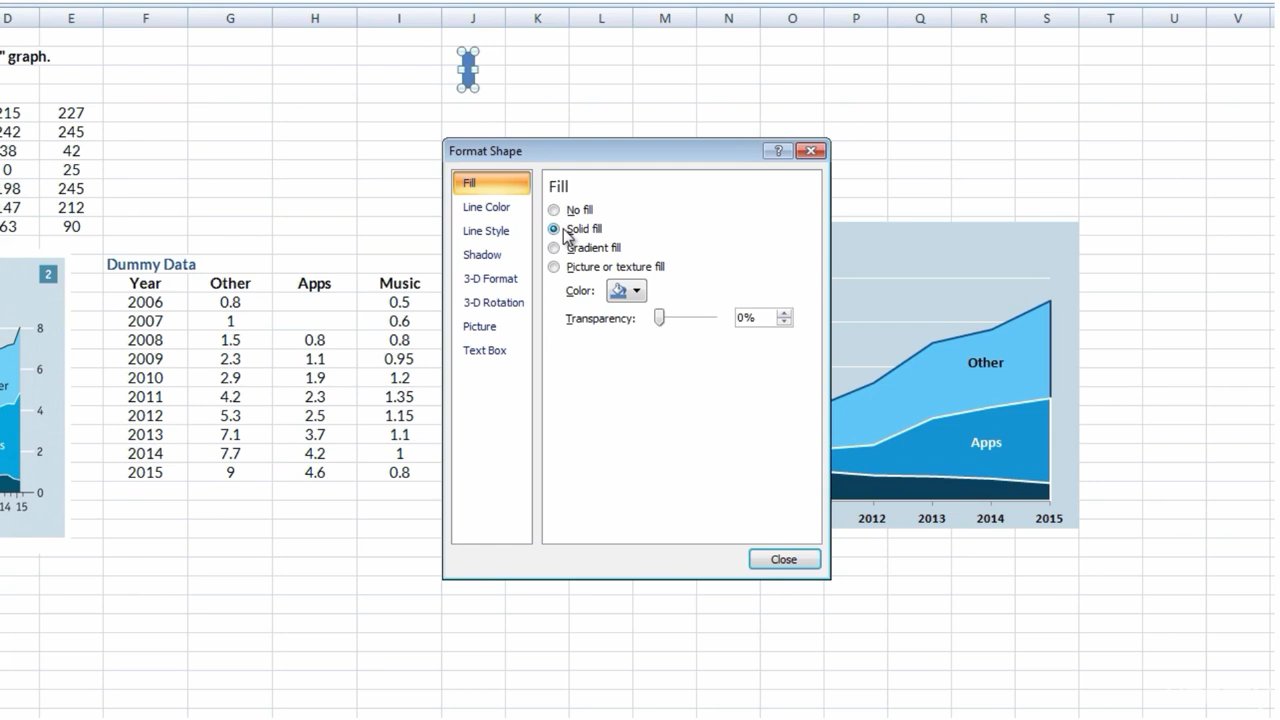 D E F G H I J K L M N O P Q R S T U V
" graph.
215 227
242 245
38 42
0 25
198 245
147 212
63 90
2
8
6
er
4
s
2
0
14 15
Dummy Data
Year Other Apps Music
2006 0.8 0.5
2007 1 0.6
2008 1.5 0.8 0.8
2009 2.3 1.1 0.95
2010 2.9 1.9 1.2
2011 4.2 2.3 1.35
2012 5.3 2.5 1.15
2013 7.1 3.7 1.1
2014 7.7 4.2 1
2015 9 4.6 0.8
Format Shape
?
Fill
Line Color
Line Style
Shadow
3-D Format
3-D Rotation
Picture
Text Box
Fill
No fill
Solid fill
Gradient fill
Picture or texture fill
Color:
Transparency: 0%
Close
Other
Apps
2012 2013 2014 2015